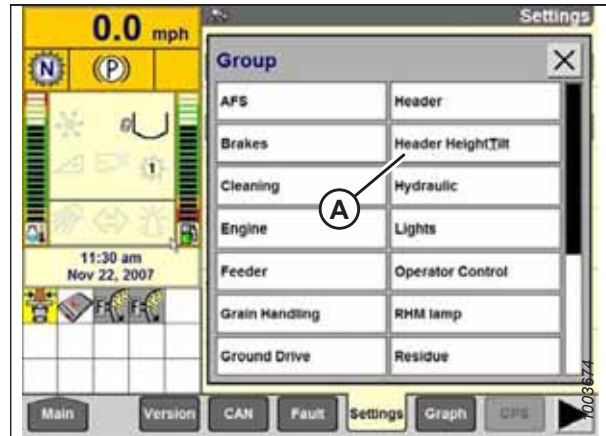 0.0 mph
Settings
N
(P)
Group
AFS
Header
Brakes
Header Height/Tilt
Cleaning
Hydraulic
A
1
Engine
Lights
11:30 am
Nov 22, 2007
Feeder
Operator Control
Grain Handling
RHM lamp
Ground Drive
Residue
Main
Version
CAN
Fault
Settings
Graph
GPS
1003674